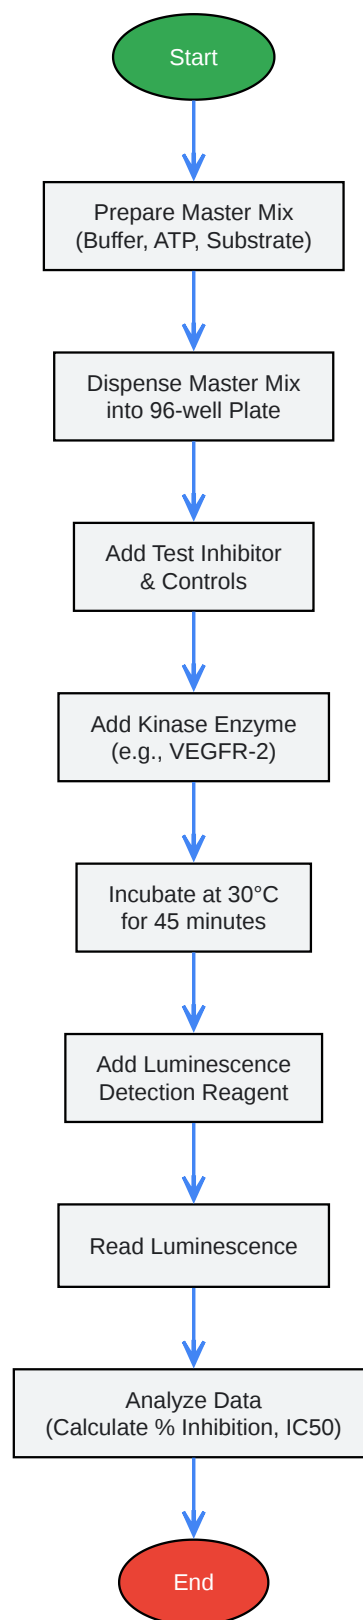 Start
Prepare Master Mix
(Buffer, ATP, Substrate)
Dispense Master Mix
into 96-well Plate
Add Test Inhibitor
& Controls
Add Kinase Enzyme
(e.g., VEGFR-2)
Incubate at 30°C
for 45 minutes
Add Luminescence
Detection Reagent
Read Luminescence
Analyze Data
(Calculate % Inhibition, IC50)
End